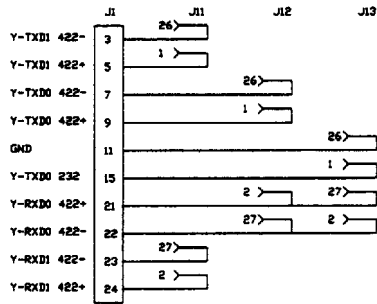 J1 J11 J12 J13
Y-TXD1 422- 3 26
Y-TXD1 422+ 5 1
Y-TXD0 422- 7 26
Y-TXD0 422+ 9 1
GND 11 26
Y-TXD0 232 15 1
Y-RXD0 422+ 21 2 27
Y-RXD0 422- 22 27 2
Y-RXD1 422- 23 27
Y-RXD1 422+ 24 2